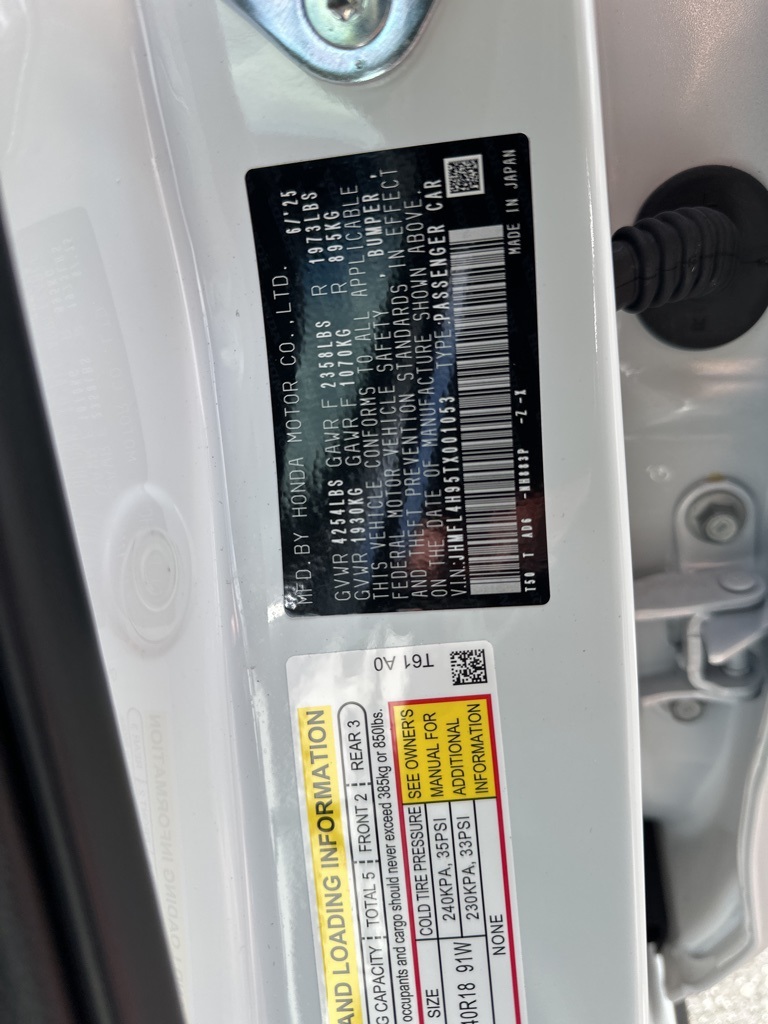 MFD. BY HONDA MOTOR CO., LTD. 6/'25
GVWR 4254LBS GAWR F 2358LBS R 1973LBS
GVWR 1930KG GAWR F 1070KG R 895KG
THIS VEHICLE CONFORMS TO ALL APPLICABLE
FEDERAL MOTOR VEHICLE SAFETY, BUMPER,
AND THEFT PREVENTION STANDARDS IN EFFECT
ON THE DATE OF MANUFACTURE SHOWN ABOVE.
V.I.N:JHMFL4H95TX001053 TYPE:PASSENGER CAR
T50 T AD6 -NH883P -Z-X MADE IN JAPAN
T61 A0
AND LOADING INFORMATION
G CAPACITY TOTAL 5 FRONT 2 REAR 3
occupants and cargo should never exceed 385kg or 850lbs.
SIZE COLD TIRE PRESSURE SEE OWNER'S
MANUAL FOR
ADDITIONAL
INFORMATION
240KPA, 35PSI
40R18 91W 230KPA, 33PSI
NONE